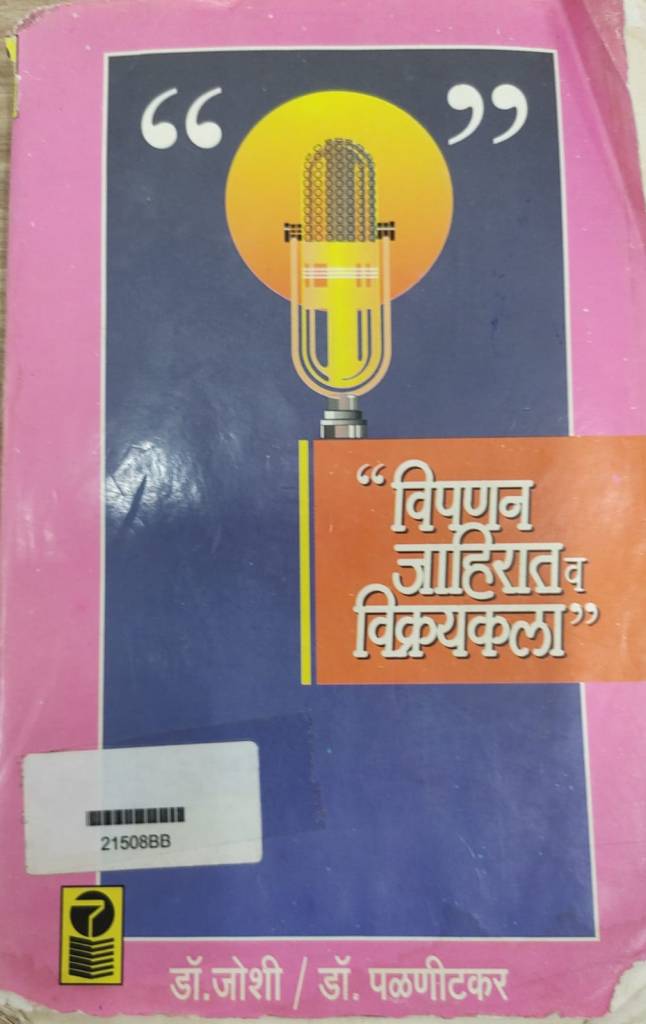 “ ”
“विपणन
जाहिरात व
विक्रयकला”
21508BB
डॉ.जोशी / डॉ. पळणीटकर